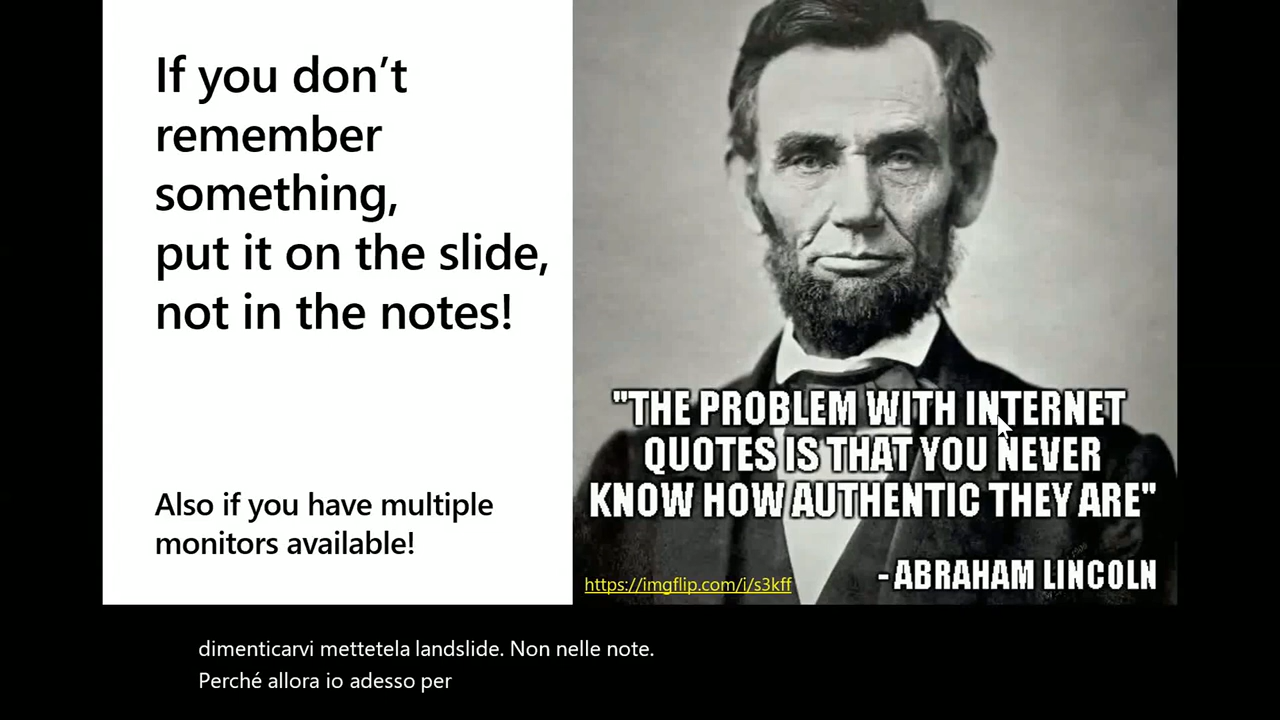 If you don’t
remember
something,
put it on the slide,
not in the notes!
Also if you have multiple
monitors available!
"THE PROBLEM WITH INTERNET
QUOTES IS THAT YOU NEVER
KNOW HOW AUTHENTIC THEY ARE"
- ABRAHAM LINCOLN
https://imgflip.com/i/s3kff
dimenticarvi mettetela landslide. Non nelle note.
Perché allora io adesso per